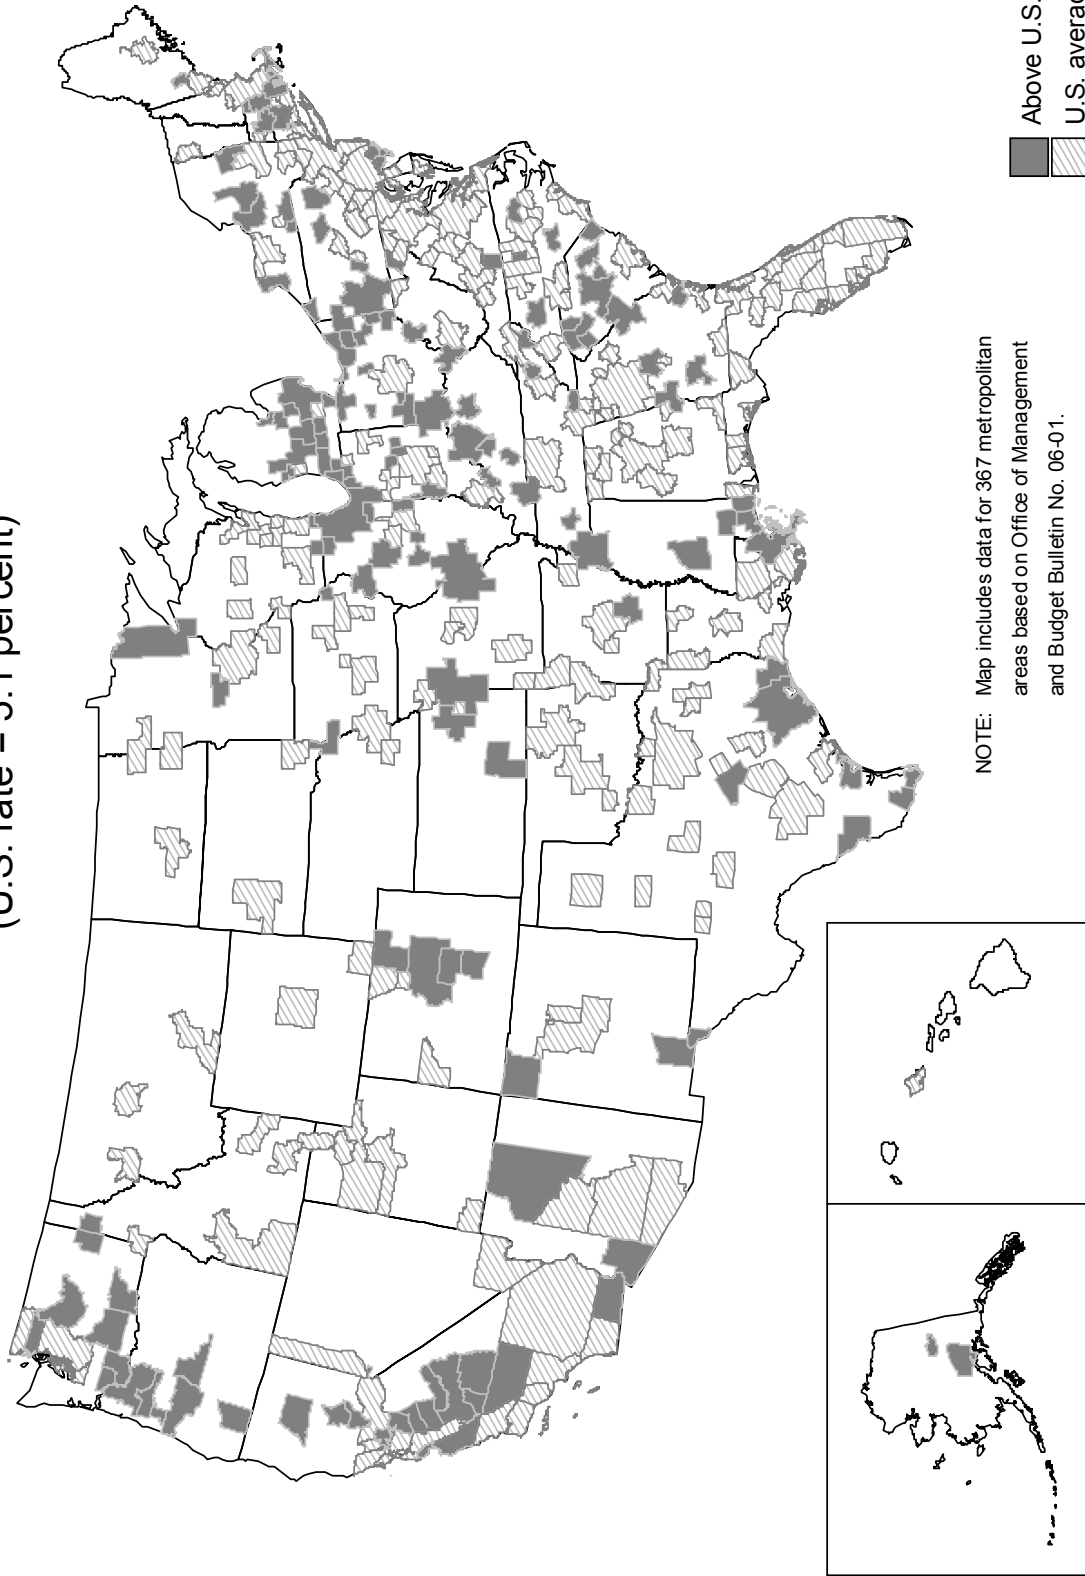 (U.S. rate = 5.1 percent)
Above U.S.
U.S. averag
NOTE: Map includes data for 367 metropolitan
areas based on Office of Management
and Budget Bulletin No. 06-01.